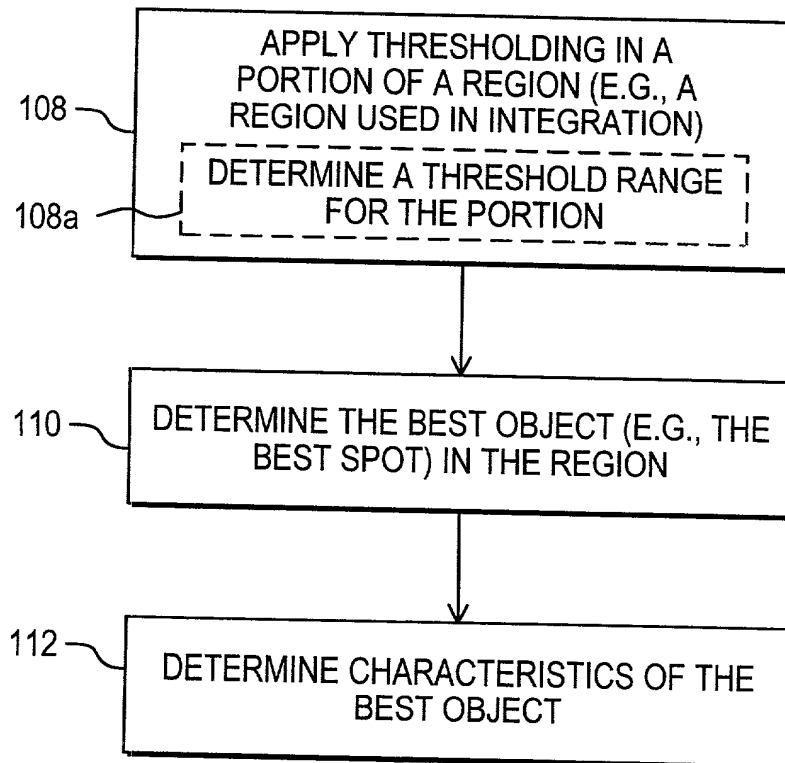 APPLY THRESHOLDING IN A
PORTION OF A REGION (E.G., A
REGION USED IN INTEGRATION)
108
DETERMINE A THRESHOLD RANGE
FOR THE PORTION
108a
DETERMINE THE BEST OBJECT (E.G., THE
BEST SPOT) IN THE REGION
110
DETERMINE CHARACTERISTICS OF THE
BEST OBJECT
112